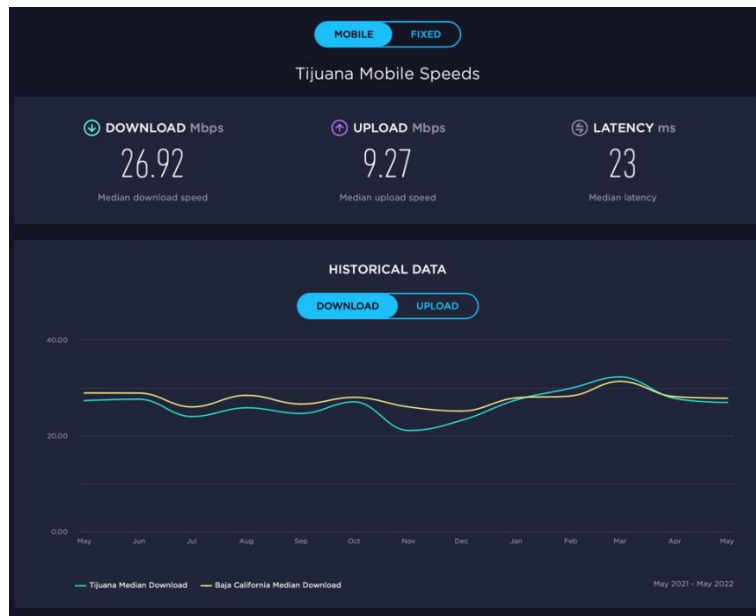 MOBILE FIXED
Tijuana Mobile Speeds
DOWNLOAD Mbps UPLOAD Mbps LATENCY ms
26.92 9.27 23
Median download speed Median upload speed Median latency
HISTORICAL DATA
DOWNLOAD UPLOAD
40.00
20.00
0.00
May Jun Jul Aug Sep Oct Nov Dec Jan Feb Mar Apr May
Tijuana Median Download Baja California Median Download May 2021 - May 2022